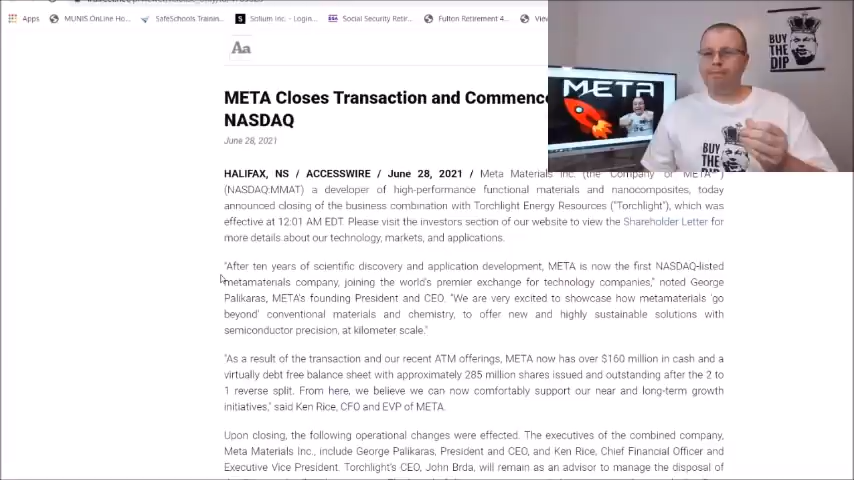 Apps MUNIS OnLine Ho... SafeSchools Trainin... Solium Inc. - Login... Social Security Retir... Fulton Retirement 4... Vie
Aa
META Closes Transaction and Commenc
NASDAQ
June 28, 2021
HALIFAX, NS / ACCESSWIRE / June 28, 2021 / Meta Materials Inc. (the "Company" or "META")
(NASDAQ:MMAT) a developer of high-performance functional materials and nanocomposites, today
announced closing of the business combination with Torchlight Energy Resources ("Torchlight"), which was
effective at 12:01 AM EDT. Please visit the investors section of our website to view the Shareholder Letter for
more details about our technology, markets, and applications.
"After ten years of scientific discovery and application development, META is now the first NASDAQ-listed
metamaterials company, joining the world's premier exchange for technology companies," noted George
Palikaras, META's founding President and CEO. "We are very excited to showcase how metamaterials 'go
beyond' conventional materials and chemistry, to offer new and highly sustainable solutions with
semiconductor precision, at kilometer scale."
"As a result of the transaction and our recent ATM offerings, META now has over $160 million in cash and a
virtually debt free balance sheet with approximately 285 million shares issued and outstanding after the 2 to
1 reverse split. From here, we believe we can now comfortably support our near and long-term growth
initiatives," said Ken Rice, CFO and EVP of META.
Upon closing, the following operational changes were effected. The executives of the combined company,
Meta Materials Inc., include George Palikaras, President and CEO, and Ken Rice, Chief Financial Officer and
Executive Vice President. Torchlight's CEO, John Brda, will remain as an advisor to manage the disposal of
META
BUY
THE
DIP
BUY
THE
DIP